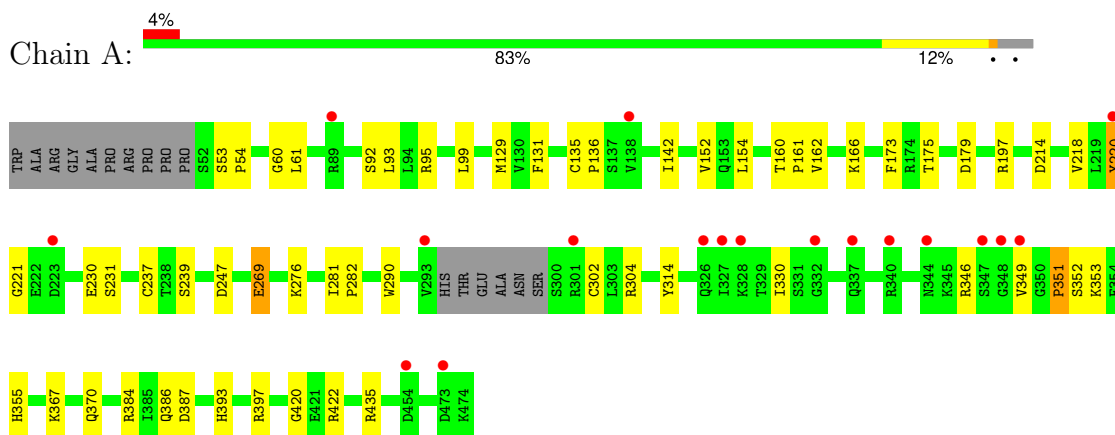 4%
Chain A:
83% 12% • •
TRP ALA ARG GLY ALA PRO ARG PRO PRO PRO S52 S53 P54 G60 L61 R89 S92 L93 L94 R95 L99 M129 V130 F131 C135 P136 S137 V138 I142 V152 Q153 L154 T160 P161 V162 K166 F173 R174 T175 D179 R197 D214 V218 L219 Y220
G221 E222 D223 E230 S231 C237 T238 S239 D247 E269 K276 I281 P282 W290 V293 HIS THR GLU ALA ASN SER S300 R301 C302 L303 R304 Y314 Q326 I327 K328 T329 I330 S331 G332 Q337 R340 N344 K345 R346 S347 G348 V349 G350 P351 S352 K353 E354
H355 K367 Q370 R384 I385 Q386 D387 H393 R397 G420 E421 R422 R435 D454 D473 K474